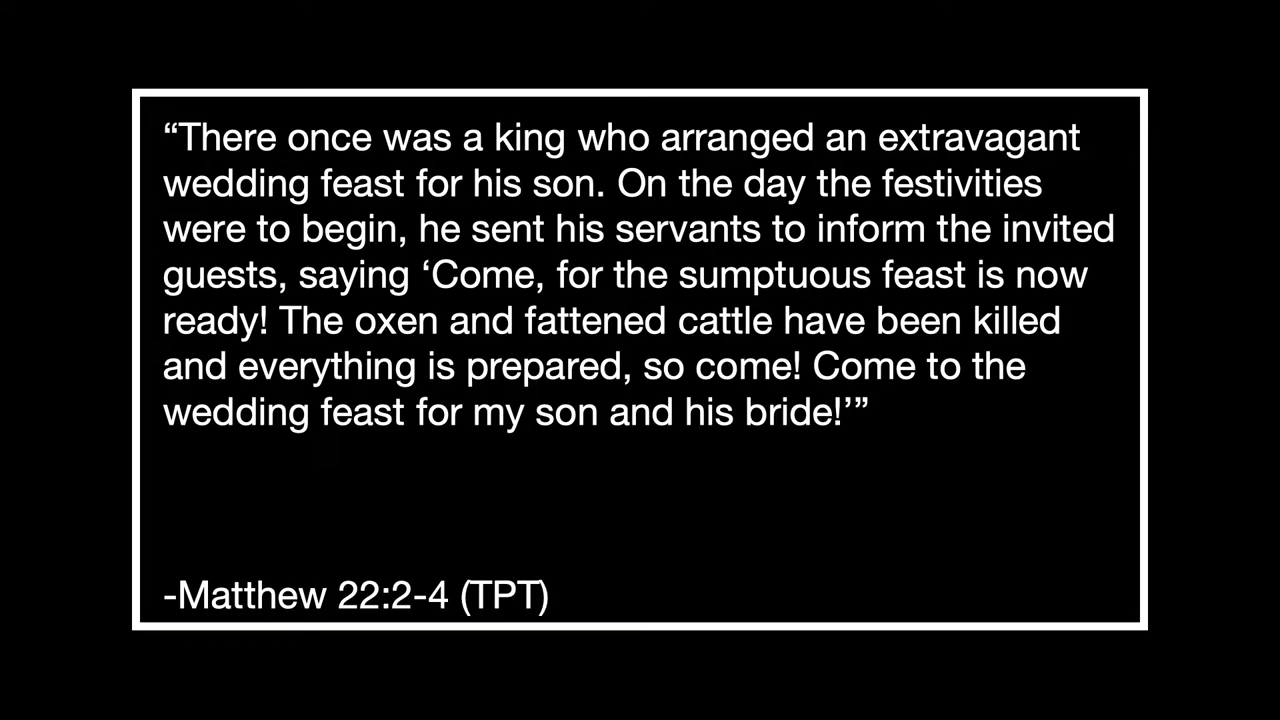 “There once was a king who arranged an extravagant
wedding feast for his son. On the day the festivities
were to begin, he sent his servants to inform the invited
guests, saying ‘Come, for the sumptuous feast is now
ready! The oxen and fattened cattle have been killed
and everything is prepared, so come! Come to the
wedding feast for my son and his bride!’”
-Matthew 22:2-4 (TPT)